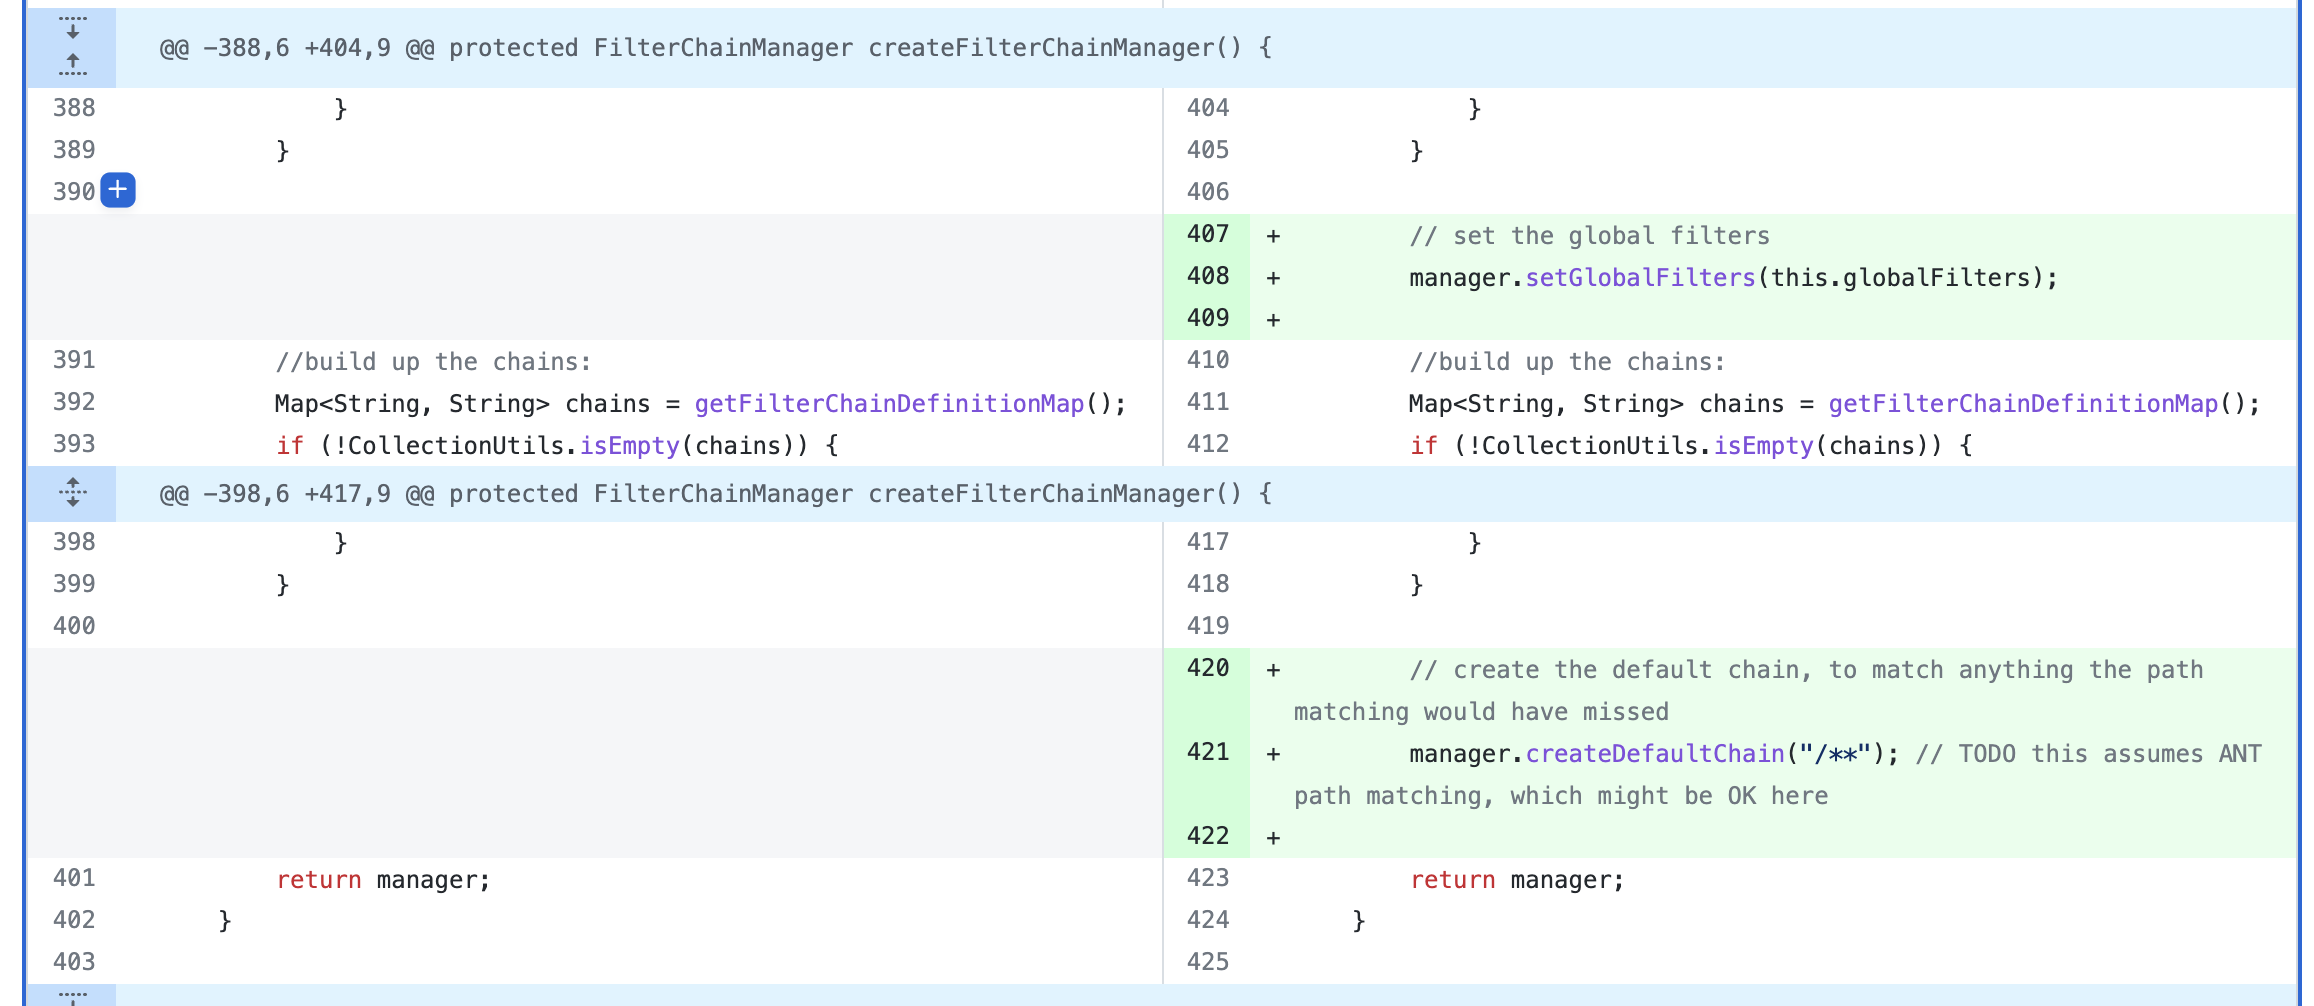 @@ -388,6 +404,9 @@ protected FilterChainManager createFilterChainManager() {
388 } 404 }
389 } 405 }
390 + 406
407 + // set the global filters
408 + manager.setGlobalFilters(this.globalFilters);
409 +
391 //build up the chains: 410 //build up the chains:
392 Map<String, String> chains = getFilterChainDefinitionMap(); 411 Map<String, String> chains = getFilterChainDefinitionMap();
393 if (!CollectionUtils.isEmpty(chains)) { 412 if (!CollectionUtils.isEmpty(chains)) {
@@ -398,6 +417,9 @@ protected FilterChainManager createFilterChainManager() {
398 } 417 }
399 } 418 }
400 419
420 + // create the default chain, to match anything the path
matching would have missed
421 + manager.createDefaultChain("/**"); // TODO this assumes ANT
path matching, which might be OK here
422 +
401 return manager; 423 return manager;
402 } 424 }
403 425